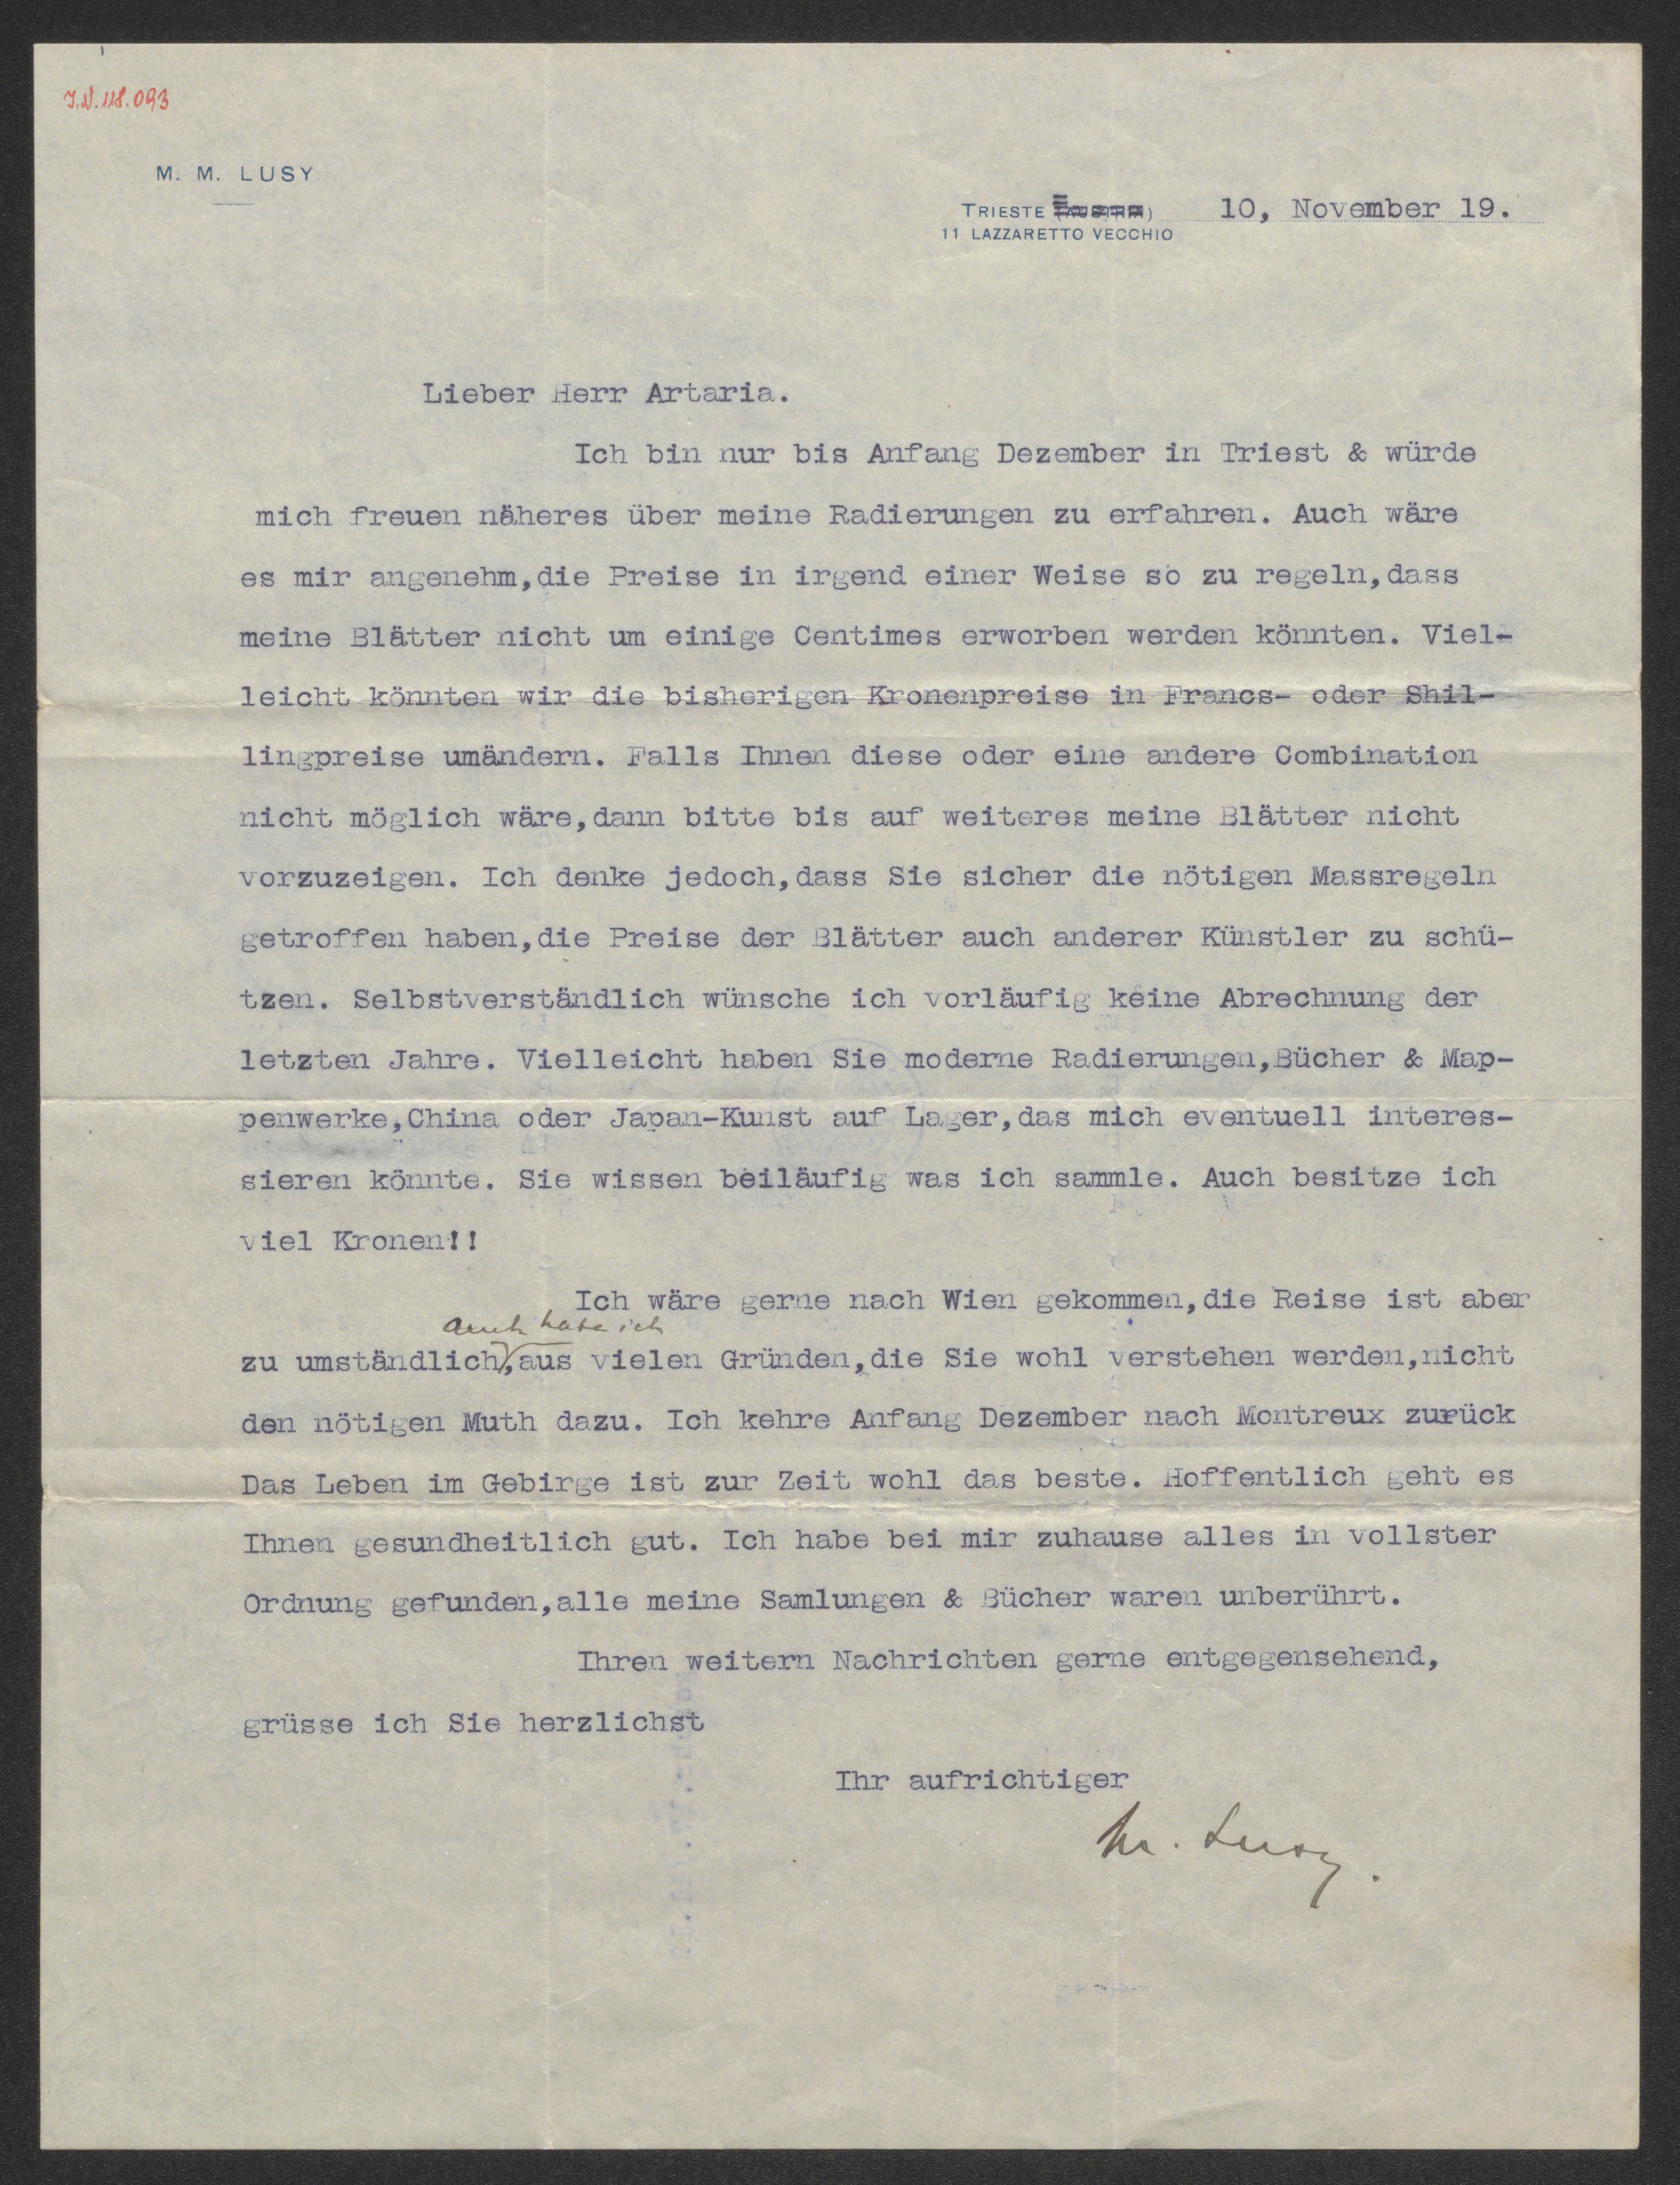 I.N. 118.093
M. M. LUSY
TRIESTE (AUSTRIA) 10, November 19.
11 LAZZARETTO VECCHIO
Lieber Herr Artaria.
Ich bin nur bis Anfang Dezember in Triest & würde
mich freuen näheres über meine Radierungen zu erfahren. Auch wäre
es mir angenehm,die Preise in irgend einer Weise so zu regeln,dass
meine Blätter nicht um einige Centimes erworben werden könnten. Viel-
leicht könnten wir die bisherigen Kronenpreise in Francs- oder Shil-
lingpreise umändern. Falls Ihnen diese oder eine andere Combination
nicht möglich wäre,dann bitte bis auf weiteres meine Blätter nicht
vorzuzeigen. Ich denke jedoch,dass Sie sicher die nötigen Massregeln
getroffen haben,die Preise der Blätter auch anderer Künstler zu schü-
tzen. Selbstverständlich wünsche ich vorläufig keine Abrechnung der
letzten Jahre. Vielleicht haben Sie moderne Radierungen,Bücher & Map-
penwerke,China oder Japan-Kunst auf Lager,das mich eventuell interes-
sieren könnte. Sie wissen beiläufig was ich sammle. Auch besitze ich
viel Kronen!!
Ich wäre gerne nach Wien gekommen,die Reise ist aber
auch habe ich
zu umständlich,aus vielen Gründen,die Sie wohl verstehen werden,nicht
den nötigen Muth dazu. Ich kehre Anfang Dezember nach Montreux zurück
Das Leben im Gebirge ist zur Zeit wohl das beste. Hoffentlich geht es
Ihnen gesundheitlich gut. Ich habe bei mir zuhause alles in vollster
Ordnung gefunden,alle meine Samlungen & Bücher waren unberührt.
Ihren weitern Nachrichten gerne entgegensehend,
grüsse ich Sie herzlichst
Ihr aufrichtiger
M. Lusy.